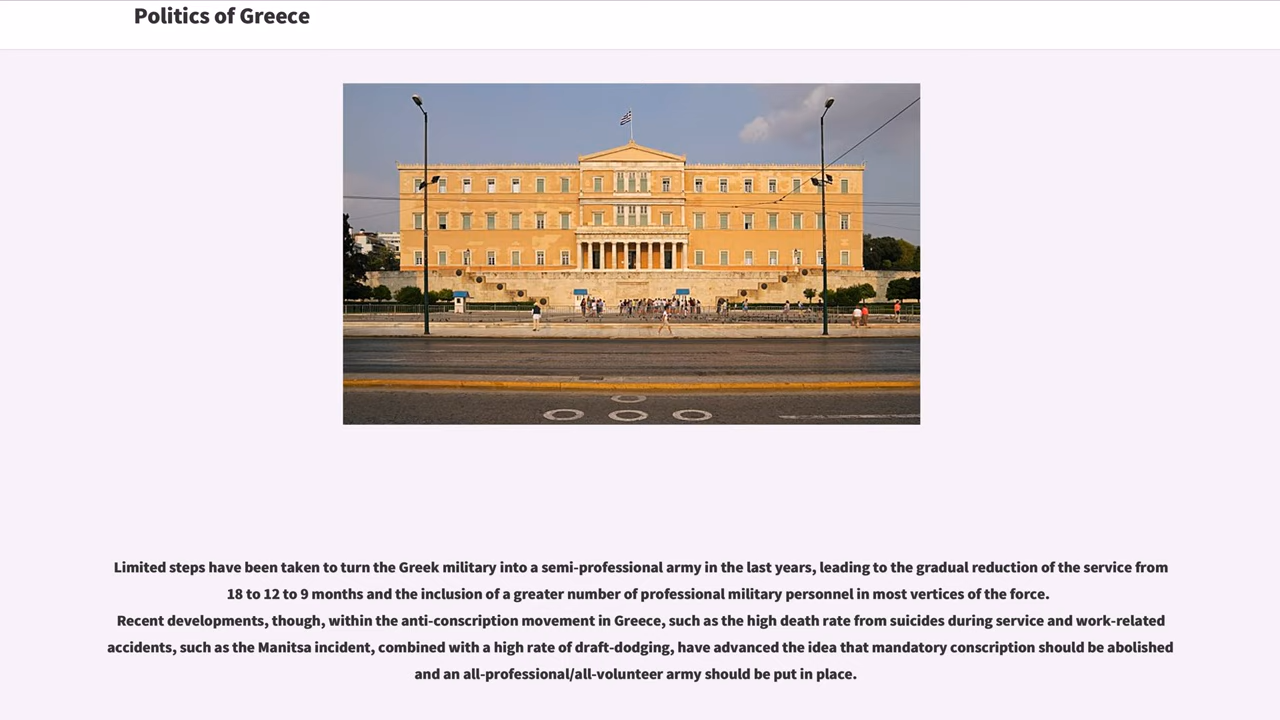 Politics of Greece
Limited steps have been taken to turn the Greek military into a semi-professional army in the last years, leading to the gradual reduction of the service from
18 to 12 to 9 months and the inclusion of a greater number of professional military personnel in most vertices of the force.
Recent developments, though, within the anti-conscription movement in Greece, such as the high death rate from suicides during service and work-related
accidents, such as the Manitsa incident, combined with a high rate of draft-dodging, have advanced the idea that mandatory conscription should be abolished
and an all-professional/all-volunteer army should be put in place.